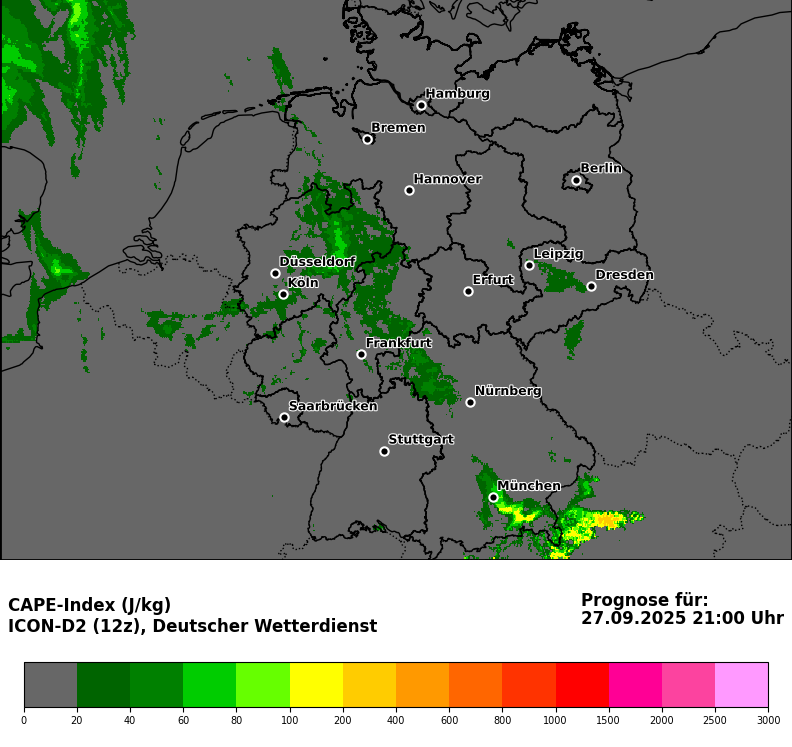 Hamburg
Bremen
Berlin
Hannover
Leipzig
Düsseldorf
Dresden
Erfurt
Köln
Frankfurt
Nürnberg
Saarbrücken
Stuttgart
München
CAPE-Index (J/kg)
ICON-D2 (12z), Deutscher Wetterdienst
Prognose für:
27.09.2025 21:00 Uhr
0 20 40 60 80 100 200 400 600 800 1000 1500 2000 2500 3000